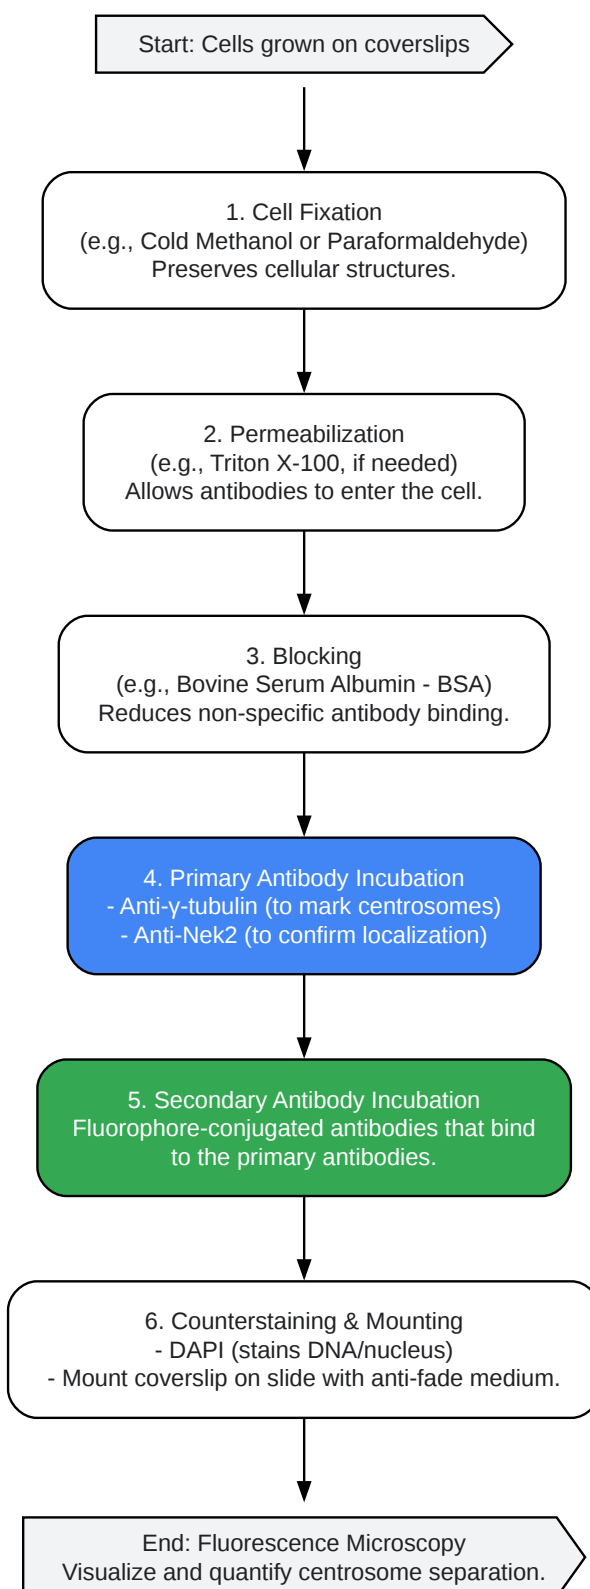 Start: Cells grown on coverslips
1. Cell Fixation
(e.g., Cold Methanol or Paraformaldehyde)
Preserves cellular structures.
2. Permeabilization
(e.g., Triton X-100, if needed)
Allows antibodies to enter the cell.
3. Blocking
(e.g., Bovine Serum Albumin - BSA)
Reduces non-specific antibody binding.
4. Primary Antibody Incubation
- Anti-γ-tubulin (to mark centrosomes)
- Anti-Nek2 (to confirm localization)
5. Secondary Antibody Incubation
Fluorophore-conjugated antibodies that bind
to the primary antibodies.
6. Counterstaining & Mounting
- DAPI (stains DNA/nucleus)
- Mount coverslip on slide with anti-fade medium.
End: Fluorescence Microscopy
Visualize and quantify centrosome separation.